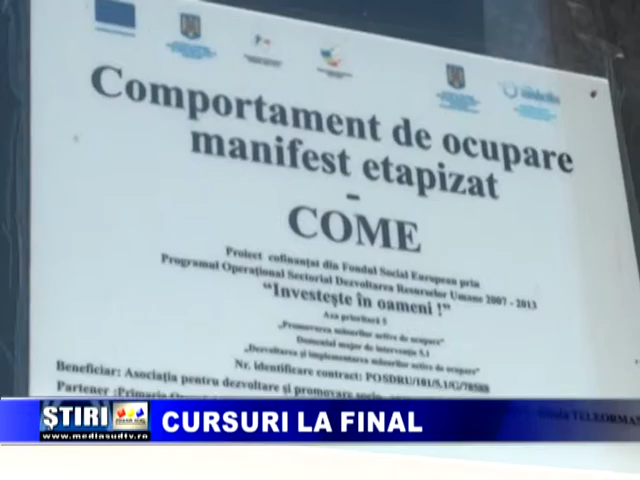 Comportament de ocupare
manifest etapizat
-
COME
Proiect cofinanțat din Fondul Social European prin
Programul Operațional Sectorial Dezvoltarea Resurselor Umane 2007 - 2013
“Investește în oameni !”
Axa prioritară 5
„Promovarea măsurilor active de ocupare”
Domeniul major de intervenție 5.1
„Dezvoltarea și implementarea măsurilor active de ocupare”
Nr. identificare contract: POSDRU/101/5.1/G/78588
Beneficiar: Asociația pentru dezvoltare și promovare socio
Partener :Primaria
TELEORMAN
ȘTIRI
www.mediasudtv.ro
CURSURI LA FINAL